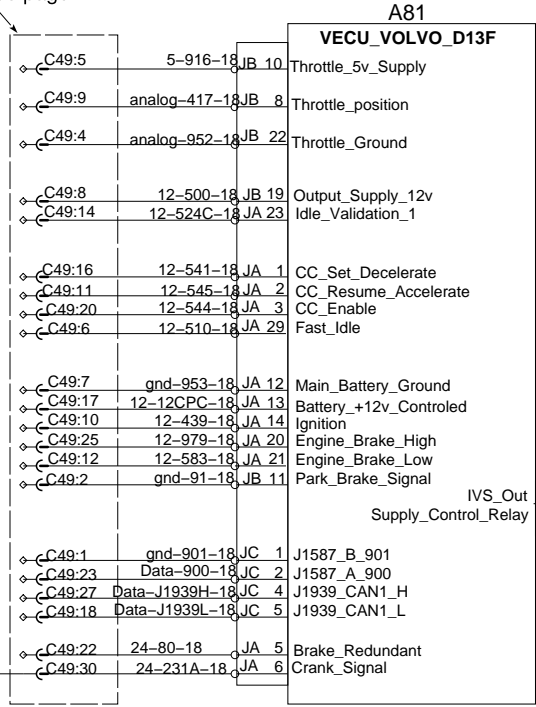 A81
VECU_VOLVO_D13F
C49:5 5–916–18 JB 10 Throttle_5v_Supply
C49:9 analog–417–18 JB 8 Throttle_position
C49:4 analog–952–18 JB 22 Throttle_Ground
C49:8 12–500–18 JB 19 Output_Supply_12v
C49:14 12–524C–18 JA 23 Idle_Validation_1
C49:16 12–541–18 JA 1 CC_Set_Decelerate
C49:11 12–545–18 JA 2 CC_Resume_Accelerate
C49:20 12–544–18 JA 3 CC_Enable
C49:6 12–510–18 JA 29 Fast_Idle
C49:7 gnd–953–18 JA 12 Main_Battery_Ground
C49:17 12–12CPC–18 JA 13 Battery_+12v_Controled
C49:10 12–439–18 JA 14 Ignition
C49:25 12–979–18 JA 20 Engine_Brake_High
C49:12 12–583–18 JA 21 Engine_Brake_Low
C49:2 gnd–91–18 JB 11 Park_Brake_Signal
IVS_Out
Supply_Control_Relay
C49:1 gnd–901–18 JC 1 J1587_B_901
C49:23 Data–900–18 JC 2 J1587_A_900
C49:27 Data–J1939H–18 JC 4 J1939_CAN1_H
C49:18 Data–J1939L–18 JC 5 J1939_CAN1_L
C49:22 24–80–18 JA 5 Brake_Redundant
C49:30 24–231A–18 JA 6 Crank_Signal